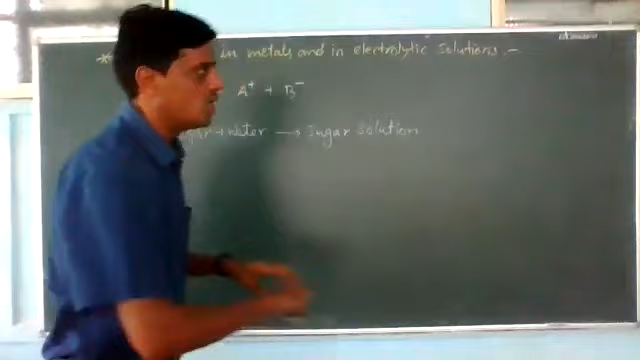 * in metals and in electrolytic Solutions -
A⁺ + B⁻
+ Water → Sugar Solution